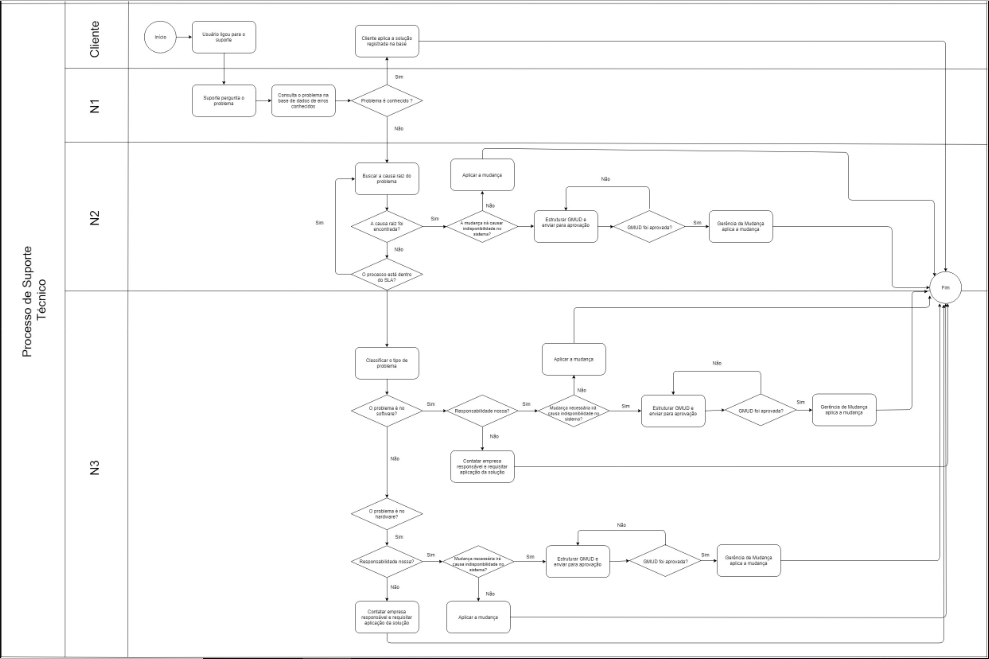 Processo de Suporte
Técnico
Cliente
Início
Usuário ligou para o
suporte
Cliente aplica a solução
registrada na base
Sim
N1
Suporte pergunta o
problema
Consulta o problema na
base de dados de erros
conhecidos
Problema é conhecido ?
Não
N2
Buscar a causa raiz do
problema
Aplicar a mudança
Não
Sim
A causa raiz foi
encontrada?
Sim
Não
A mudança irá causar
indisponibilidade no
sistema?
Estruturar GMUD e
enviar para aprovação
GMUD foi aprovada?
Sim
Gerência de Mudança
aplica a mudança
Não
O processo está dentro
do SLA?
Fim
N3
Classificar o tipo de
problema
Aplicar a mudança
Não
Não
O problema é no
software?
Sim
Responsabilidade nossa?
Sim
Mudança necessária irá
causar indisponibilidade no
sistema?
Sim
Estruturar GMUD e
enviar para aprovação
GMUD foi aprovada?
Sim
Gerência de Mudança
aplica a mudança
Não
Não
Contatar empresa
responsável e requisitar
aplicação da solução
O problema é no
hardware?
Sim
Não
Responsabilidade nossa?
Sim
Mudança necessária irá
causar indisponibilidade no
sistema?
Sim
Estruturar GMUD e
enviar para aprovação
GMUD foi aprovada?
Sim
Gerência de Mudança
aplica a mudança
Não
Não
Contatar empresa
responsável e requisitar
aplicação da solução
Aplicar a mudança